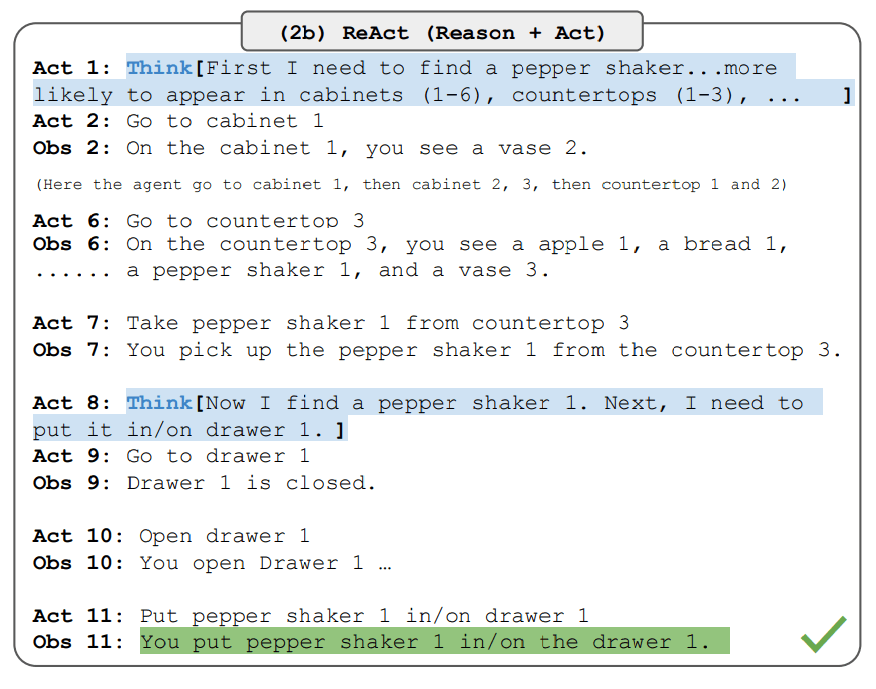 (2b) ReAct (Reason + Act)
Act 1: Think[First I need to find a pepper shaker...more
likely to appear in cabinets (1-6), countertops (1-3), ... ]
Act 2: Go to cabinet 1
Obs 2: On the cabinet 1, you see a vase 2.
(Here the agent go to cabinet 1, then cabinet 2, 3, then countertop 1 and 2)
Act 6: Go to countertop 3
Obs 6: On the countertop 3, you see a apple 1, a bread 1,
...... a pepper shaker 1, and a vase 3.
Act 7: Take pepper shaker 1 from countertop 3
Obs 7: You pick up the pepper shaker 1 from the countertop 3.
Act 8: Think[Now I find a pepper shaker 1. Next, I need to
put it in/on drawer 1. ]
Act 9: Go to drawer 1
Obs 9: Drawer 1 is closed.
Act 10: Open drawer 1
Obs 10: You open Drawer 1 …
Act 11: Put pepper shaker 1 in/on drawer 1
Obs 11: You put pepper shaker 1 in/on the drawer 1.